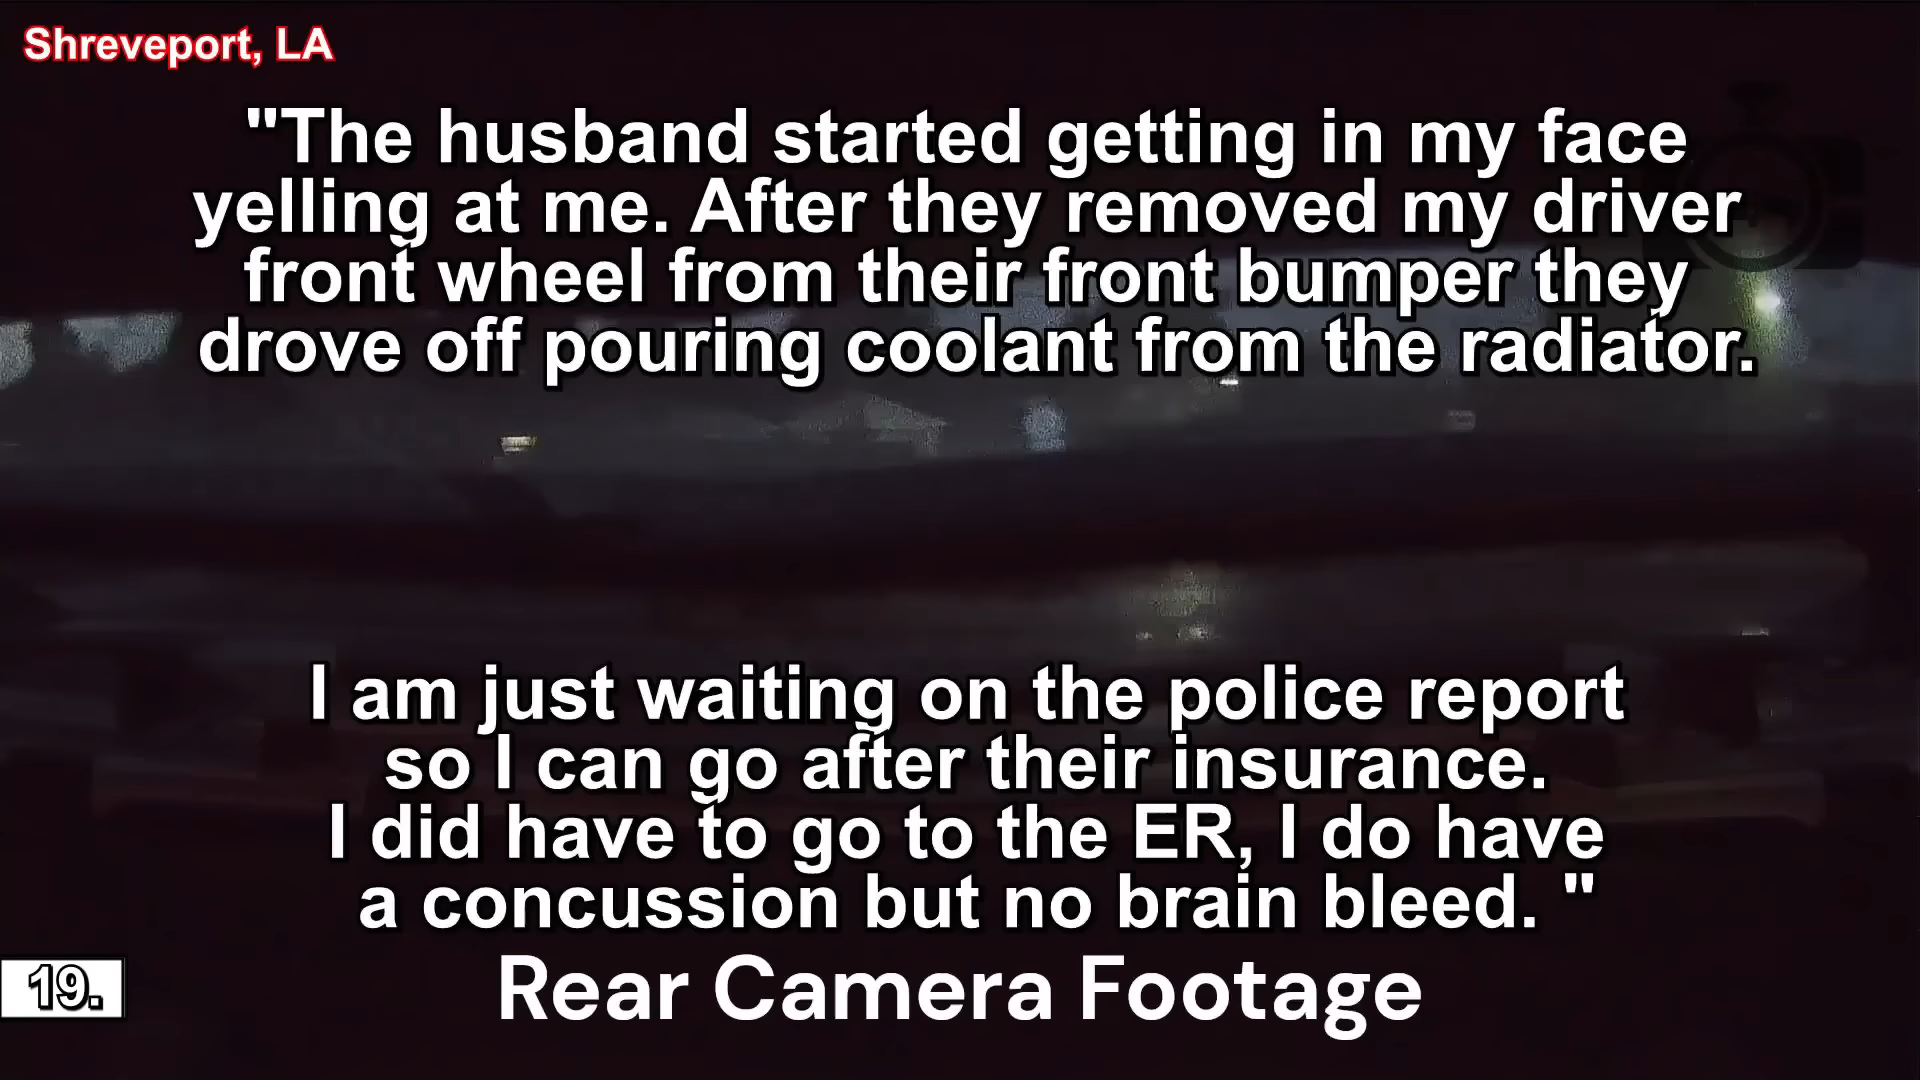 Shreveport, LA
"The husband started getting in my face
yelling at me. After they removed my driver
front wheel from their front bumper they
drove off pouring coolant from the radiator.
I am just waiting on the police report
so I can go after their insurance.
I did have to go to the ER, I do have
a concussion but no brain bleed. "
19.
Rear Camera Footage